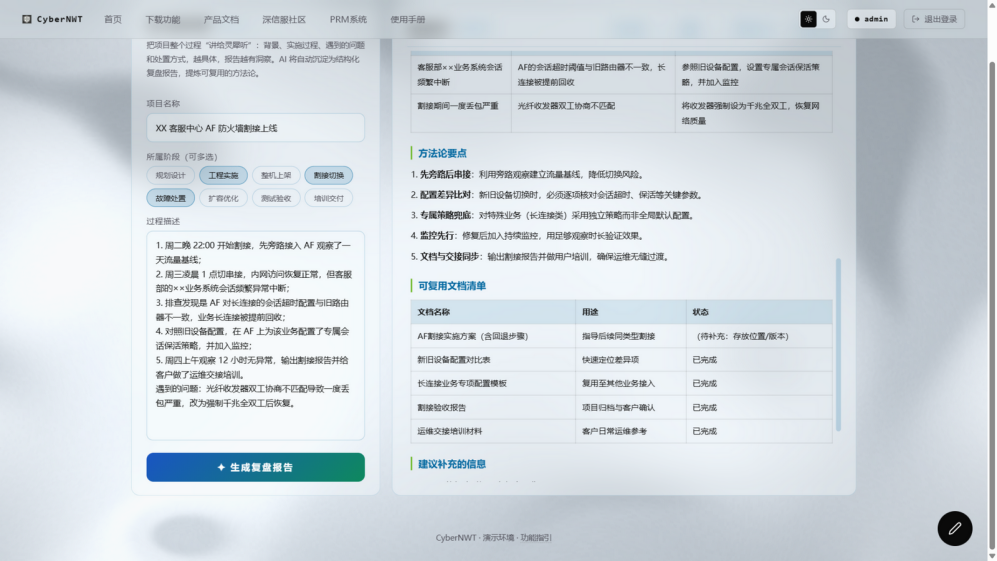 CyberNWT
首页
下载功能
产品文档
深信服社区
PRM系统
使用手册
admin
退出登录
把项目整个过程“讲给灵犀听”：背景、实施过程、遇到的问题
和处置方式，越具体，报告越有洞察。AI 将自动沉淀为结构化
复盘报告，提炼可复用的方法论。
项目名称
XX 客服中心 AF 防火墙割接上线
所属阶段（可多选）
规划设计
工程实施
整机上架
割接切换
故障处置
扩容优化
测试验收
培训交付
过程描述
1. 周二晚 22:00 开始割接，先旁路接入 AF 观察了一
天流量基线；
2. 周三凌晨 1 点切串接，内网访问恢复正常，但客服
部的××业务系统会话频繁异常中断；
3. 排查发现是 AF 对长连接的会话超时配置与旧路由
器不一致，业务长连接被提前回收；
4. 对照旧设备配置，在 AF 上为该业务配置了专属会
话保活策略，并加入监控；
5. 周四上午观察 12 小时无异常，输出割接报告并给
客户做了运维交接培训。
遇到的问题：光纤收发器双工协商不匹配导致一度丢
包严重，改为强制千兆全双工后恢复。
✦ 生成复盘报告
客服部××业务系统会话
频繁中断
AF的会话超时阈值与旧路由器不一致，长
连接被提前回收
参照旧设备配置，设置专属会话保活策
略，并加入监控
割接期间一度丢包严重
光纤收发器双工协商不匹配
将收发器强制设为千兆全双工，恢复网
络质量
方法论要点
1. 先旁路后串接：利用旁路观察建立流量基线，降低切换风险。
2. 配置差异比对：新旧设备切换时，必须逐项核对会话超时、保活等关键参数。
3. 专属策略兜底：对特殊业务（长连接类）采用独立策略而非全局默认配置。
4. 监控先行：修复后加入持续监控，用足够观察时长验证效果。
5. 文档与交接同步：输出割接报告并做用户培训，确保运维无缝过渡。
可复用文档清单
文档名称
用途
状态
AF割接实施方案（含回退步骤）
指导后续同类型割接
（待补充：存放位置/版本）
新旧设备配置对比表
快速定位差异项
已完成
长连接业务专项配置模板
复用至其他业务接入
已完成
割接验收报告
项目归档与客户确认
已完成
运维交接培训材料
客户日常运维参考
已完成
建议补充的信息
CyberNWT · 演示环境 · 功能指引